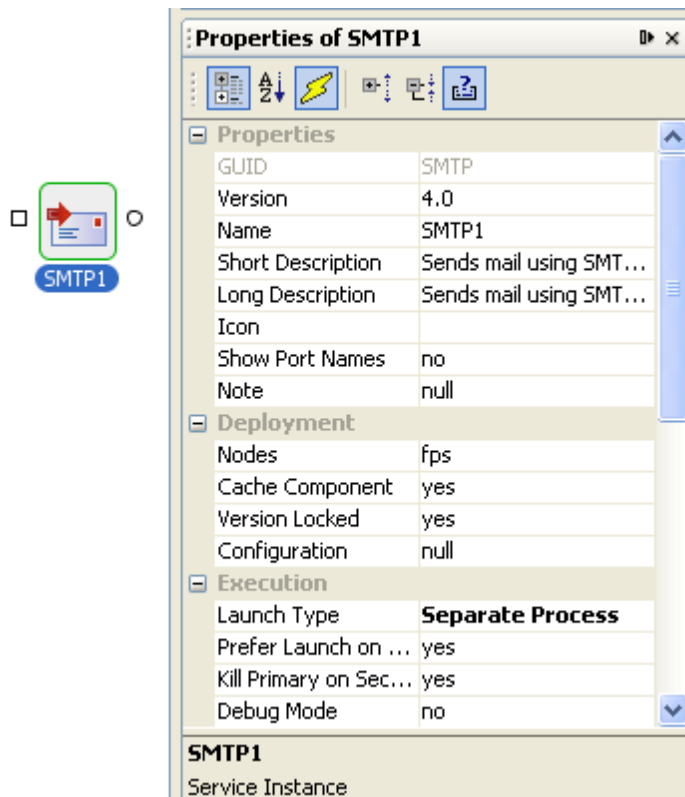 Properties of SMTP1
Properties
GUID SMTP
Version 4.0
Name SMTP1
Short Description Sends mail using SMT...
Long Description Sends mail using SMT...
Icon
Show Port Names no
Note null
Deployment
Nodes fps
Cache Component yes
Version Locked yes
Configuration null
Execution
Launch Type Separate Process
Prefer Launch on ... yes
Kill Primary on Sec... yes
Debug Mode no
SMTP1
Service Instance
SMTP1